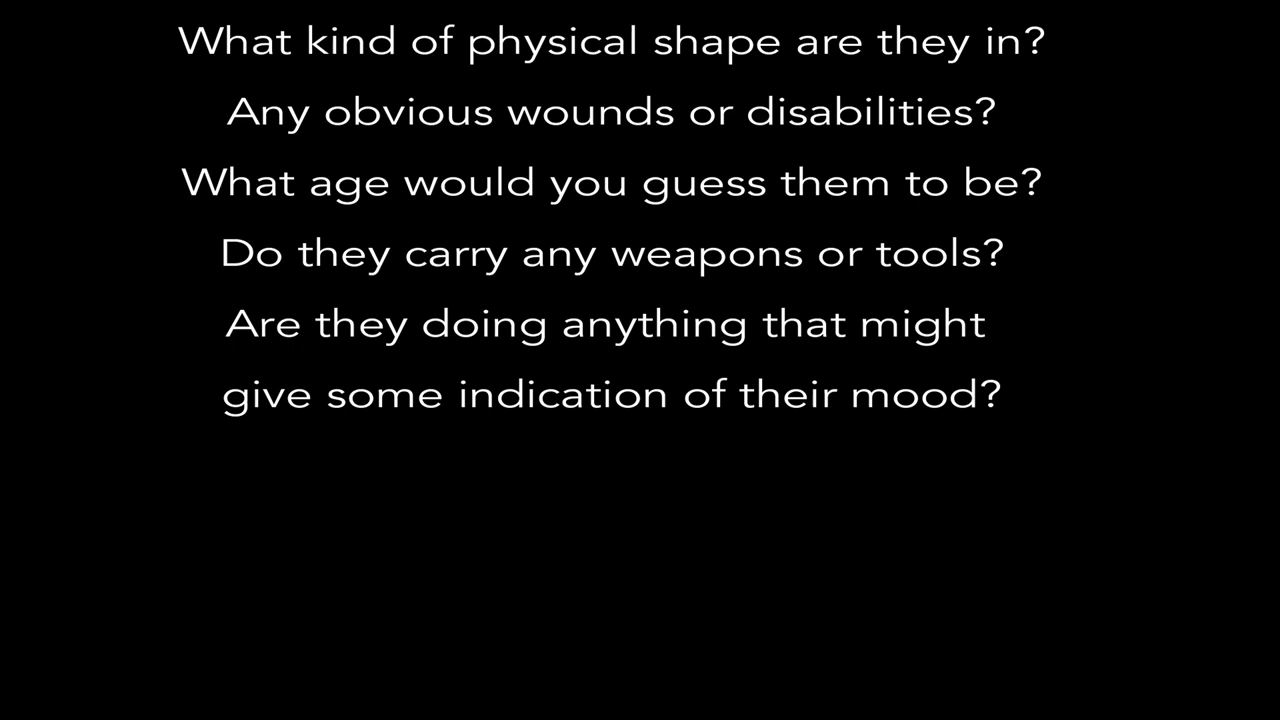 What kind of physical shape are they in?
Any obvious wounds or disabilities?
What age would you guess them to be?
Do they carry any weapons or tools?
Are they doing anything that might
give some indication of their mood?